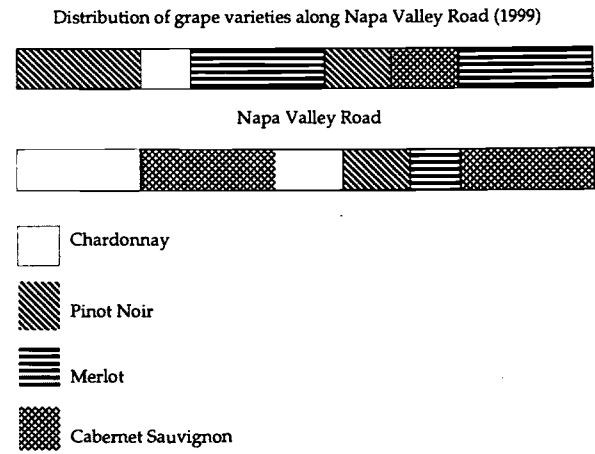 Distribution of grape varieties along Napa Valley Road (1999)
Napa Valley Road
Chardonnay
Pinot Noir
Merlot
Cabernet Sauvignon